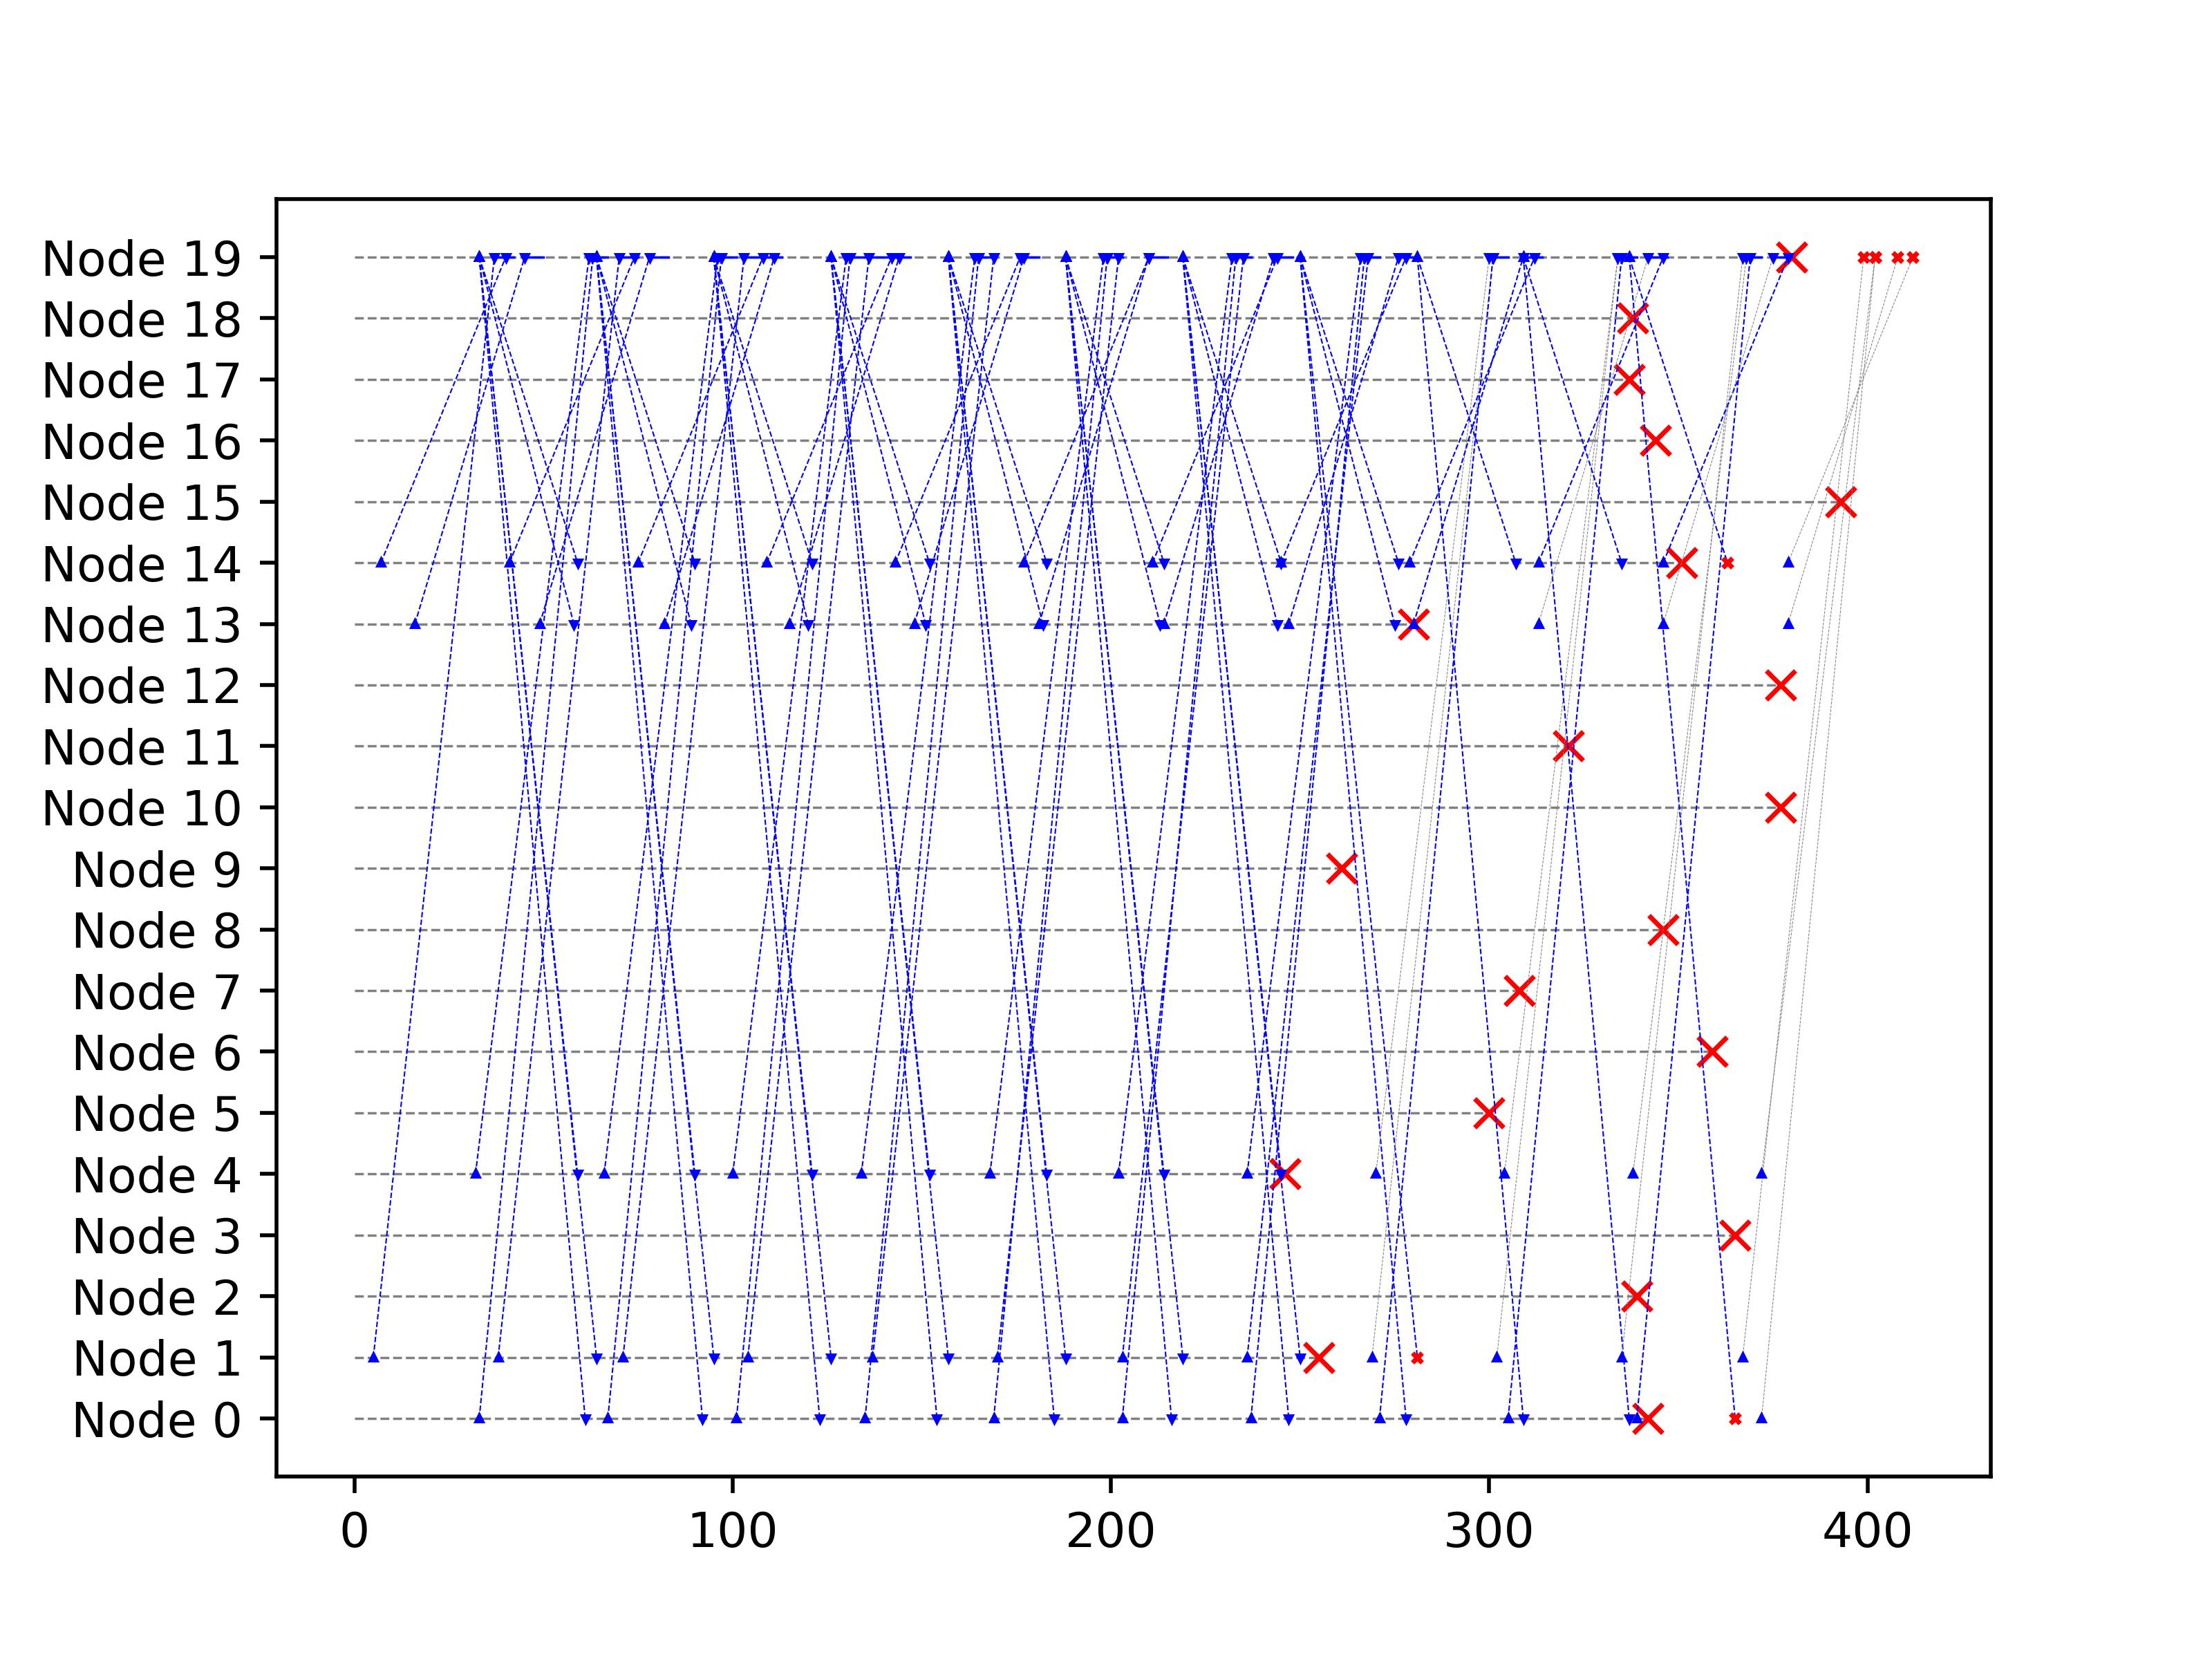 Node 19
Node 18
Node 17
Node 16
Node 15
Node 14
Node 13
Node 12
Node 11
Node 10
Node 9
Node 8
Node 7
Node 6
Node 5
Node 4
Node 3
Node 2
Node 1
Node 0
0 100 200 300 400